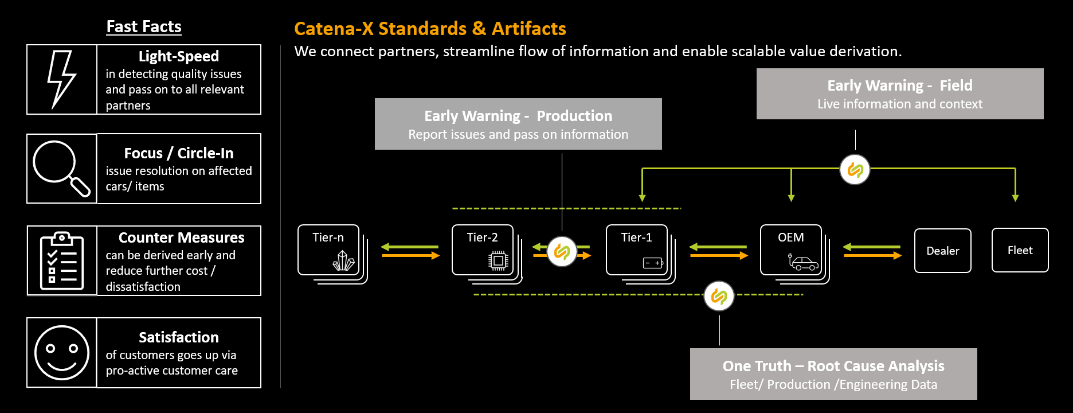 Fast Facts
Light-Speed
in detecting quality issues
and pass on to all relevant
partners
Focus / Circle-In
issue resolution on affected
cars/ items
Counter Measures
can be derived early and
reduce further cost /
dissatisfaction
Satisfaction
of customers goes up via
pro-active customer care
Catena-X Standards & Artifacts
We connect partners, streamline flow of information and enable scalable value derivation.
Early Warning - Field
Live information and context
Early Warning - Production
Report issues and pass on information
Tier-n
Tier-2
Tier-1
OEM
Dealer
Fleet
One Truth – Root Cause Analysis
Fleet/ Production /Engineering Data